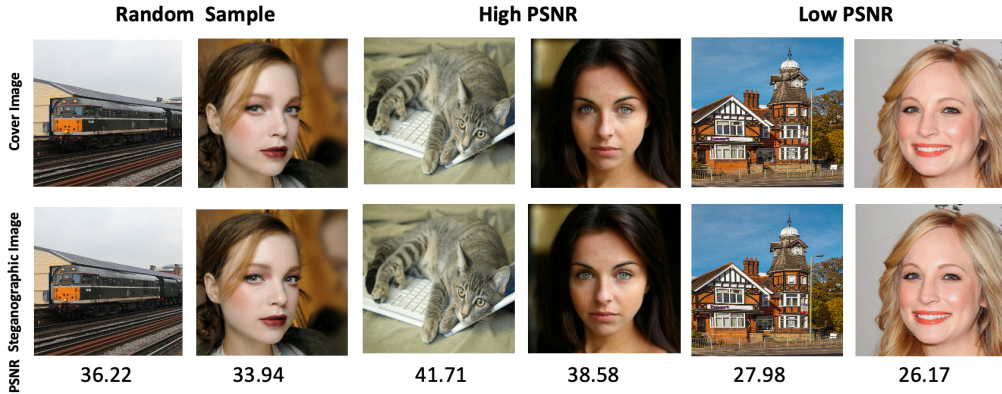 Random Sample
High PSNR
Low PSNR
Cover Image
Steganographic Image
PSNR
36.22
33.94
41.71
38.58
27.98
26.17